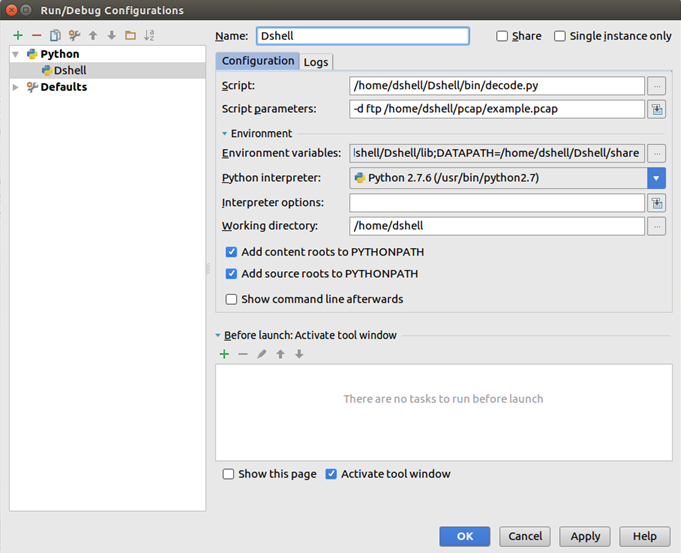 Run/Debug Configurations
Python
Dshell
Defaults
Name: Dshell
Share
Single instance only
Configuration
Logs
Script: /home/dshell/Dshell/bin/decode.py
Script parameters: -d ftp /home/dshell/pcap/example.pcap
Environment
Environment variables: lshell/Dshell/lib;DATAPATH=/home/dshell/Dshell/share
Python interpreter: Python 2.7.6 (/usr/bin/python2.7)
Interpreter options:
Working directory: /home/dshell
Add content roots to PYTHONPATH
Add source roots to PYTHONPATH
Show command line afterwards
Before launch: Activate tool window
There are no tasks to run before launch
Show this page
Activate tool window
OK
Cancel
Apply
Help